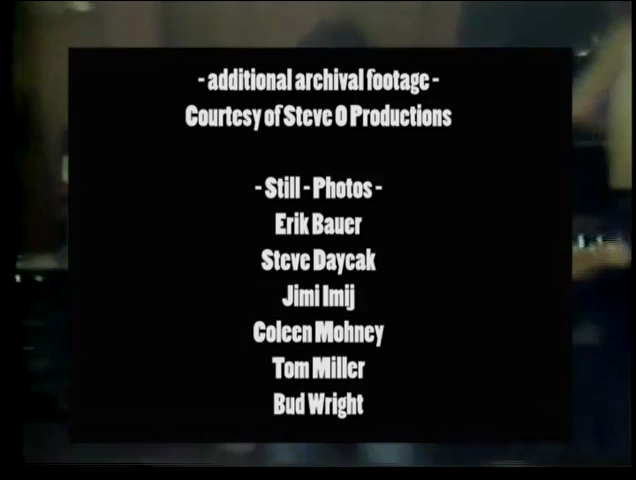 - additional archival footage -
Courtesy of Steve O Productions
- Still - Photos -
Erik Bauer
Steve Daycak
Jimi Imij
Coleen Mohney
Tom Miller
Bud Wright